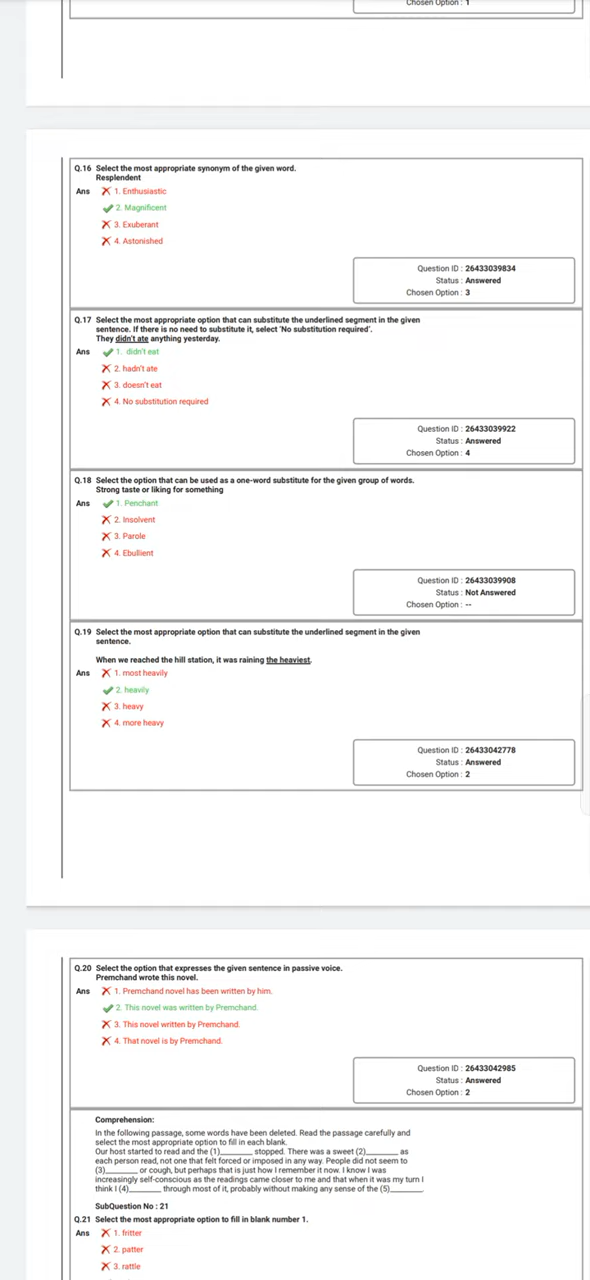 Chosen Option : 1
Q.16 Select the most appropriate synonym of the given word.
Resplendent
Ans 1. Enthusiastic
2. Magnificent
3. Exuberant
4. Astonished
Question ID : 26433039834
Status : Answered
Chosen Option : 3
Q.17 Select the most appropriate option that can substitute the underlined segment in the given
sentence. If there is no need to substitute it, select 'No substitution required'.
They didn't ate anything yesterday.
Ans 1. didn't eat
2. hadn't ate
3. doesn't eat
4. No substitution required
Question ID : 26433039922
Status : Answered
Chosen Option : 4
Q.18 Select the option that can be used as a one-word substitute for the given group of words.
Strong taste or liking for something
Ans 1. Penchant
2. Insolvent
3. Parole
4. Ebullient
Question ID : 26433039908
Status : Not Answered
Chosen Option : --
Q.19 Select the most appropriate option that can substitute the underlined segment in the given
sentence.
When we reached the hill station, it was raining the heaviest.
Ans 1. most heavily
2. heavily
3. heavy
4. more heavy
Question ID : 26433042778
Status : Answered
Chosen Option : 2
Q.20 Select the option that expresses the given sentence in passive voice.
Premchand wrote this novel.
Ans 1. Premchand novel has been written by him.
2. This novel was written by Premchand.
3. This novel written by Premchand.
4. That novel is by Premchand.
Question ID : 26433042985
Status : Answered
Chosen Option : 2
Comprehension:
In the following passage, some words have been deleted. Read the passage carefully and
select the most appropriate option to fill in each blank.
Our host started to read and the (1)_______ stopped. There was a sweet (2)_______ as
each person read, not one that felt forced or imposed in any way. People did not seem to
(3)_______ or cough, but perhaps that is just how I remember it now. I know I was
increasingly self-conscious as the readings came closer to me and that when it was my turn I
think I (4)_______ through most of it, probably without making any sense of the (5)_______.
SubQuestion No : 21
Q.21 Select the most appropriate option to fill in blank number 1.
Ans 1. fritter
2. patter
3. rattle